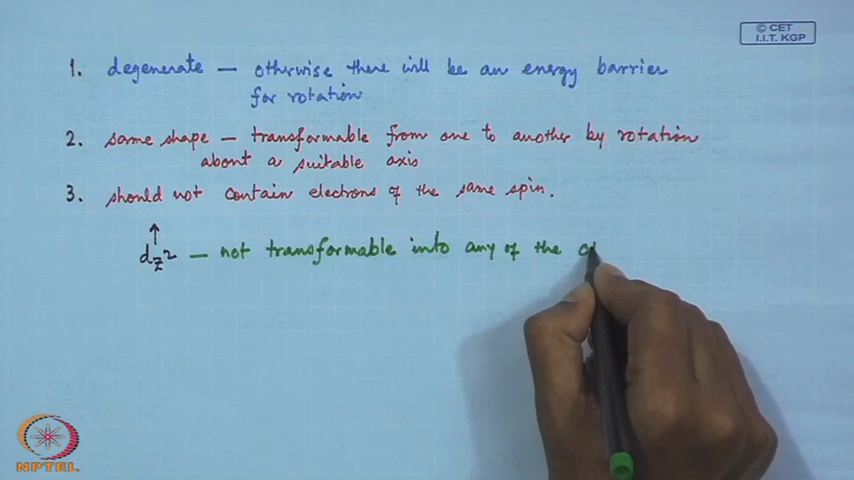 © CET
I.I.T. KGP
1. degenerate — otherwise there will be an energy barrier
for rotation
2. same shape — transformable from one to another by rotation
about a suitable axis
3. should not contain electrons of the same spin.
↑
dz² — not transformable into any of the
NPTEL